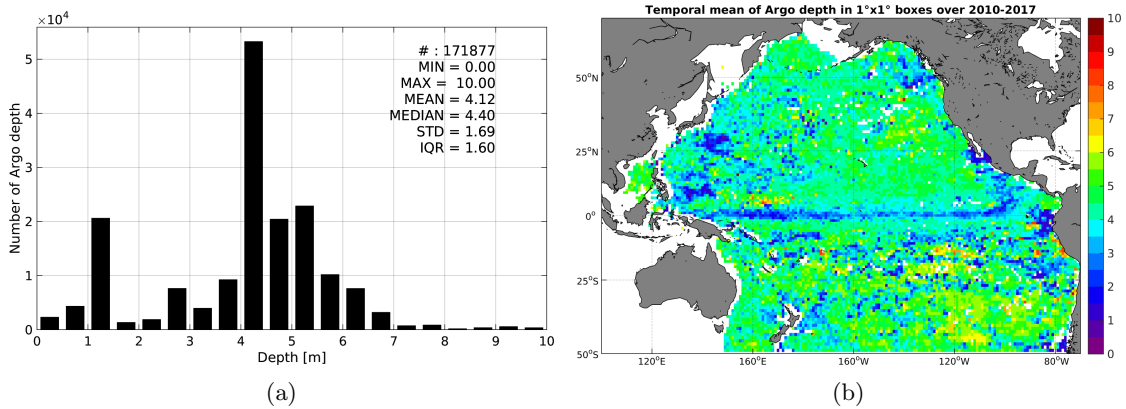 ×10⁴
5
4
3
2
1
0
Number of Argo depth
# : 171877
MIN = 0.00
MAX = 10.00
MEAN = 4.12
MEDIAN = 4.40
STD = 1.69
IQR = 1.60
0 1 2 3 4 5 6 7 8 9 10
Depth [m]
(a)
Temporal mean of Argo depth in 1°x1° boxes over 2010-2017
50°N
25°N
0°
25°S
50°S
120°E 160°E 160°W 120°W 80°W
10
9
8
7
6
5
4
3
2
1
0
(b)